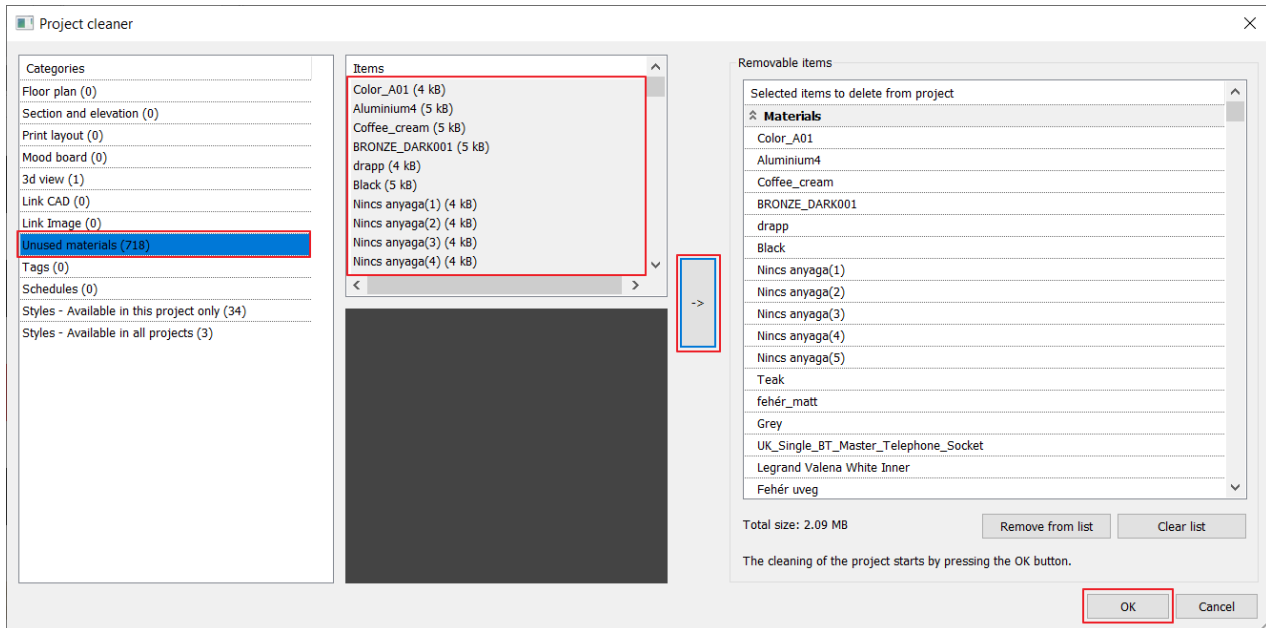 Project cleaner
Categories
Floor plan (0)
Section and elevation (0)
Print layout (0)
Mood board (0)
3d view (1)
Link CAD (0)
Link Image (0)
Unused materials (718)
Tags (0)
Schedules (0)
Styles - Available in this project only (34)
Styles - Available in all projects (3)
Items
Color_A01 (4 kB)
Aluminium4 (5 kB)
Coffee_cream (5 kB)
BRONZE_DARK001 (5 kB)
drapp (4 kB)
Black (5 kB)
Nincs anyaga(1) (4 kB)
Nincs anyaga(2) (4 kB)
Nincs anyaga(3) (4 kB)
Nincs anyaga(4) (4 kB)
->
Removable items
Selected items to delete from project
Materials
Color_A01
Aluminium4
Coffee_cream
BRONZE_DARK001
drapp
Black
Nincs anyaga(1)
Nincs anyaga(2)
Nincs anyaga(3)
Nincs anyaga(4)
Nincs anyaga(5)
Teak
fehér_matt
Grey
UK_Single_BT_Master_Telephone_Socket
Legrand Valena White Inner
Fehér uveg
Total size: 2.09 MB
Remove from list
Clear list
The cleaning of the project starts by pressing the OK button.
OK
Cancel